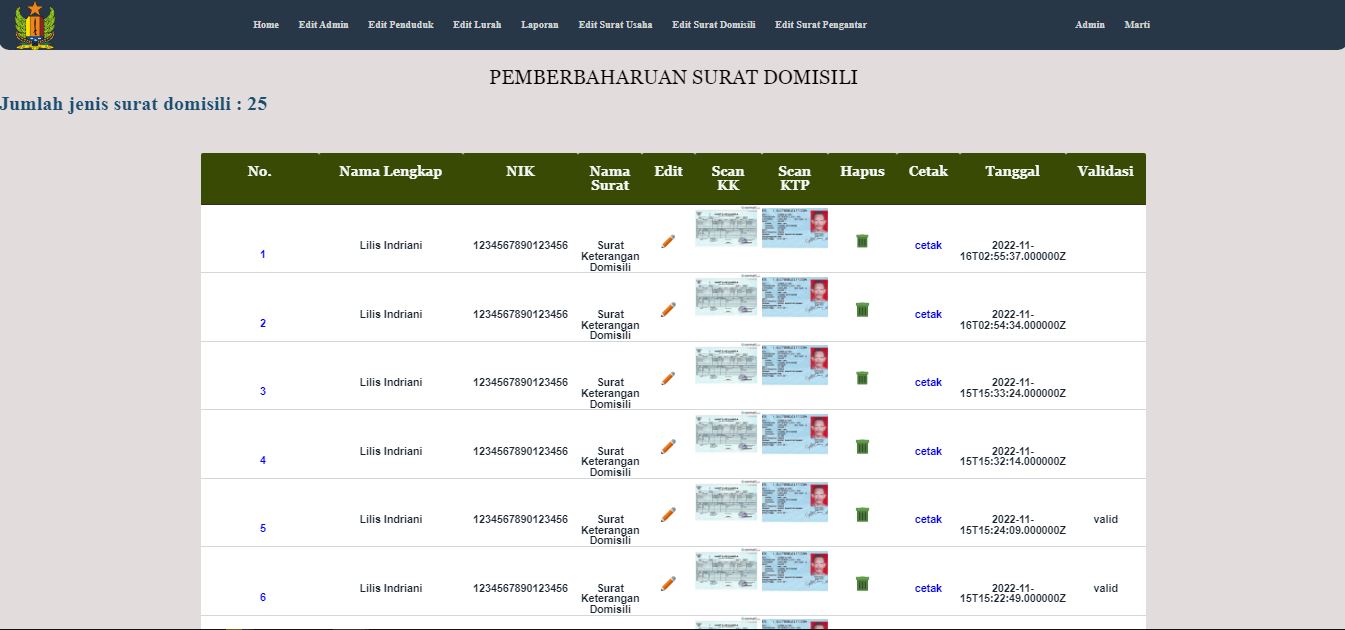 Home Edit Admin Edit Penduduk Edit Lurah Laporan Edit Surat Usaha Edit Surat Domisili Edit Surat Pengantar Admin Marti
PEMBERBAHARUAN SURAT DOMISILI
Jumlah jenis surat domisili : 25
No. Nama Lengkap NIK Nama Surat Edit Scan KK Scan KTP Hapus Cetak Tanggal Validasi
1 Lilis Indriani 1234567890123456 Surat Keterangan Domisili cetak 2022-11-16T02:55:37.000000Z
2 Lilis Indriani 1234567890123456 Surat Keterangan Domisili cetak 2022-11-16T02:54:34.000000Z
3 Lilis Indriani 1234567890123456 Surat Keterangan Domisili cetak 2022-11-15T15:33:24.000000Z
4 Lilis Indriani 1234567890123456 Surat Keterangan Domisili cetak 2022-11-15T15:32:14.000000Z
5 Lilis Indriani 1234567890123456 Surat Keterangan Domisili cetak 2022-11-15T15:24:09.000000Z valid
6 Lilis Indriani 1234567890123456 Surat Keterangan Domisili cetak 2022-11-15T15:22:49.000000Z valid